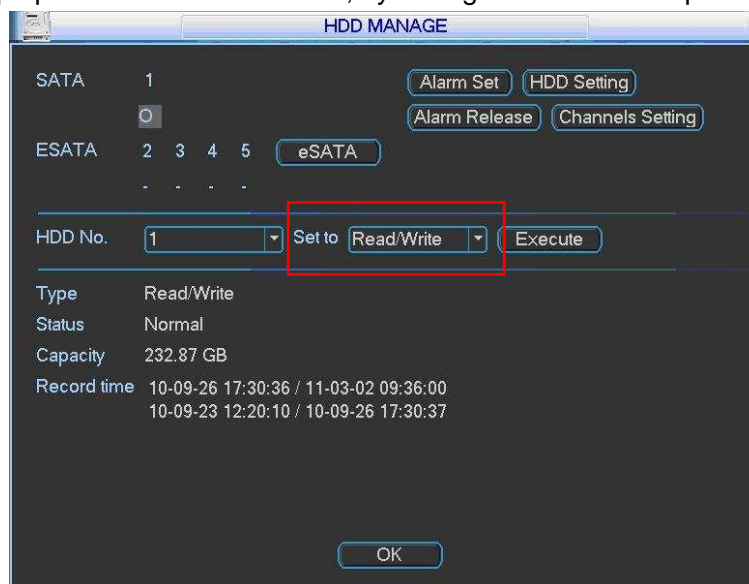 HDD MANAGE
SATA 1 Alarm Set HDD Setting
O Alarm Release Channels Setting
ESATA 2 3 4 5 eSATA
- - - -
HDD No. 1 Set to Read/Write Execute
Type Read/Write
Status Normal
Capacity 232.87 GB
Record time 10-09-26 17:30:36 / 11-03-02 09:36:00
10-09-23 12:20:10 / 10-09-26 17:30:37
OK